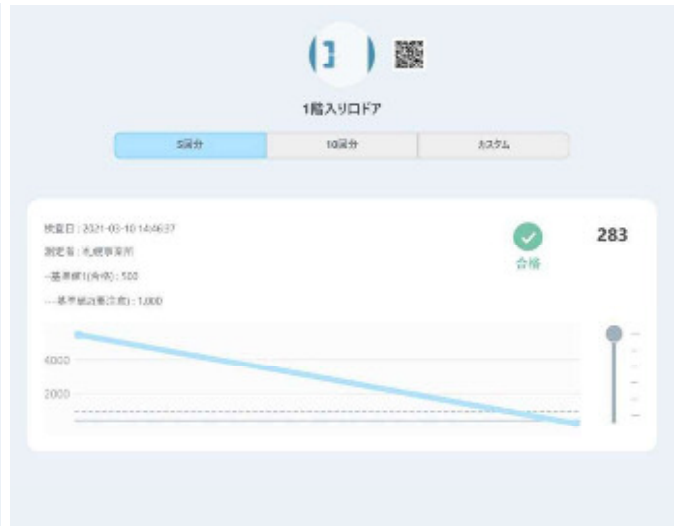 1階入り口ドア
5回分
10回分
カスタム
検査日 : 2021-03-10 14:46:37
測定者 : 札幌事業所
合格
283
--基準値1(合格) : 500
---基準値2(要注意) : 1,000
4000
2000